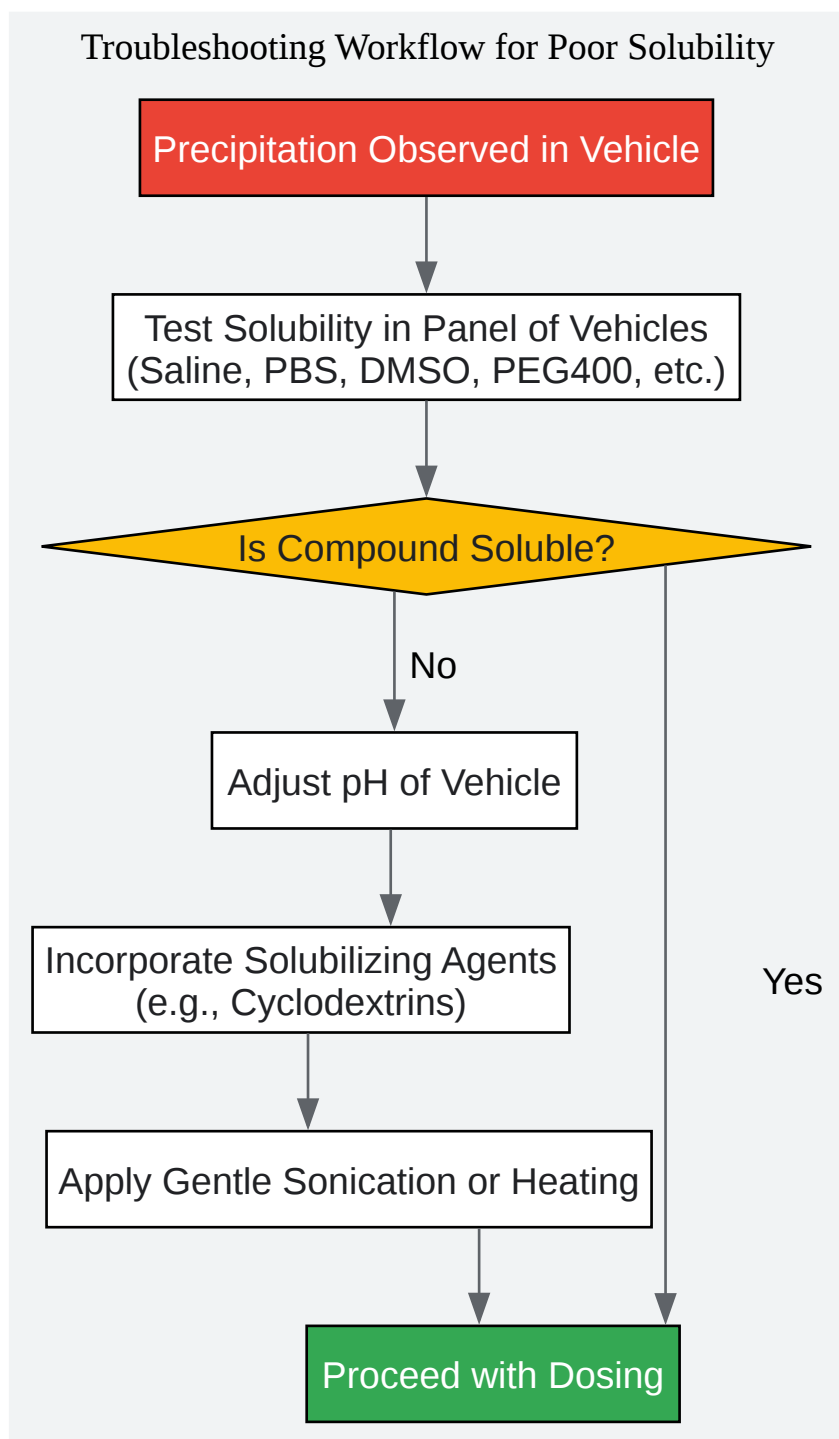 Troubleshooting Workflow for Poor Solubility
Precipitation Observed in Vehicle
Test Solubility in Panel of Vehicles
(Saline, PBS, DMSO, PEG400, etc.)
Is Compound Soluble?
No
Adjust pH of Vehicle
Incorporate Solubilizing Agents
(e.g., Cyclodextrins)
Yes
Apply Gentle Sonication or Heating
Proceed with Dosing